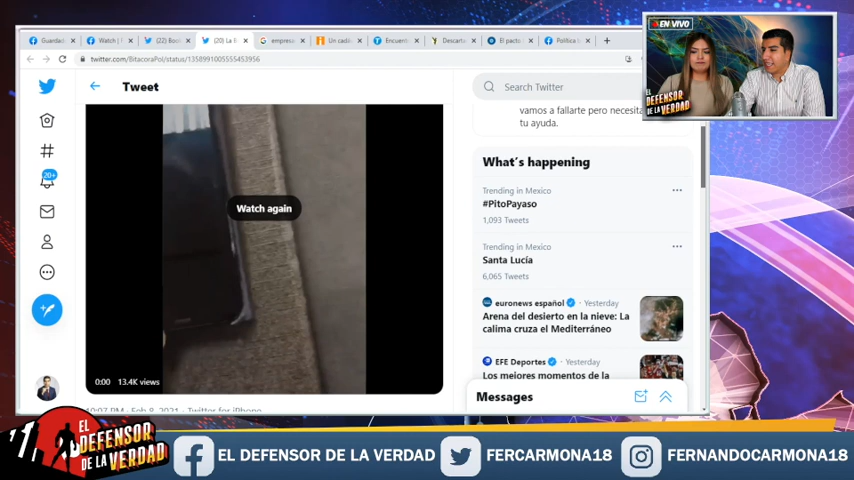 Guardad
Watch | F
(22) Boo
(20) La B
empres
Un cadá
Encuent
Descarta
El pacto
Política
twitter.com/BitacoraPol/status/1358991005555453956
EN VIVO
EL
DEFENSOR
DE LA VERDAD
Tweet
Search Twitter
vamos a fallarte pero necesita
tu ayuda.
20+
Watch again
0:00 13.4K views
10:07 PM · Feb 8, 2021 · Twitter for iPhone
What's happening
Trending in Mexico
#PitoPayaso
1,093 Tweets
Trending in Mexico
Santa Lucía
6,065 Tweets
euronews español · Yesterday
Arena del desierto en la nieve: La
calima cruza el Mediterráneo
EFE Deportes · Yesterday
Los mejores momentos de la
Messages
#1
EL
DEFENSOR
DE LA VERDAD
EL DEFENSOR DE LA VERDAD
FERCARMONA18
FERNANDOCARMONA18